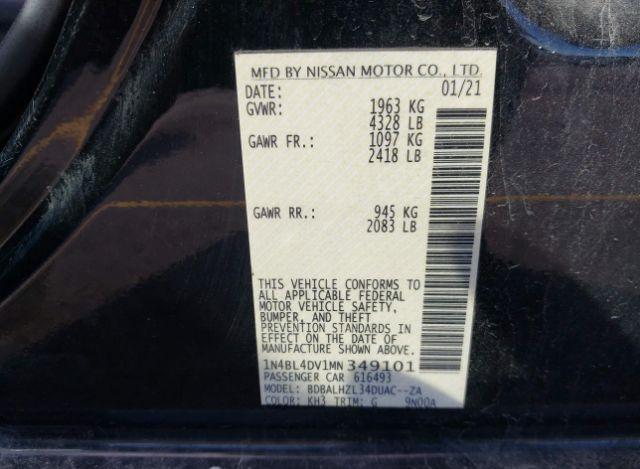 MFD BY NISSAN MOTOR CO., LTD.
DATE: 01/21
GVWR: 1963 KG
4328 LB
GAWR FR.: 1097 KG
2418 LB
GAWR RR.: 945 KG
2083 LB
THIS VEHICLE CONFORMS TO
ALL APPLICABLE FEDERAL
MOTOR VEHICLE SAFETY,
BUMPER, AND THEFT
PREVENTION STANDARDS IN
EFFECT ON THE DATE OF
MANUFACTURE SHOWN ABOVE.
1N4BL4DV1MN349101
PASSENGER CAR 616493
MODEL: BDBALHZL34DUAC--ZA
COLOR: KH3 TRIM: G 9N00A